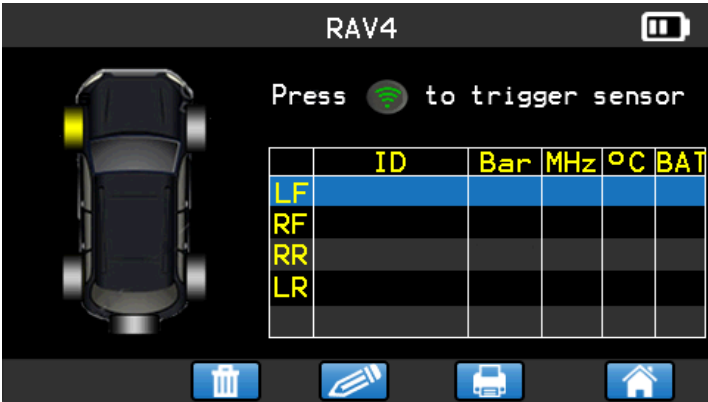 RAV4
Press to trigger sensor
ID Bar MHz °C BAT
LF
RF
RR
LR